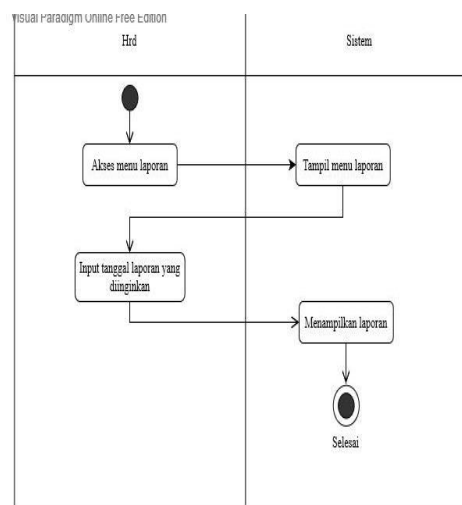 Visual Paradigm Online Free Edition
Hrd
Sistem
Akses menu laporan
Tampil menu laporan
Input tanggal laporan yang
diinginkan
Menampilkan laporan
Selesai